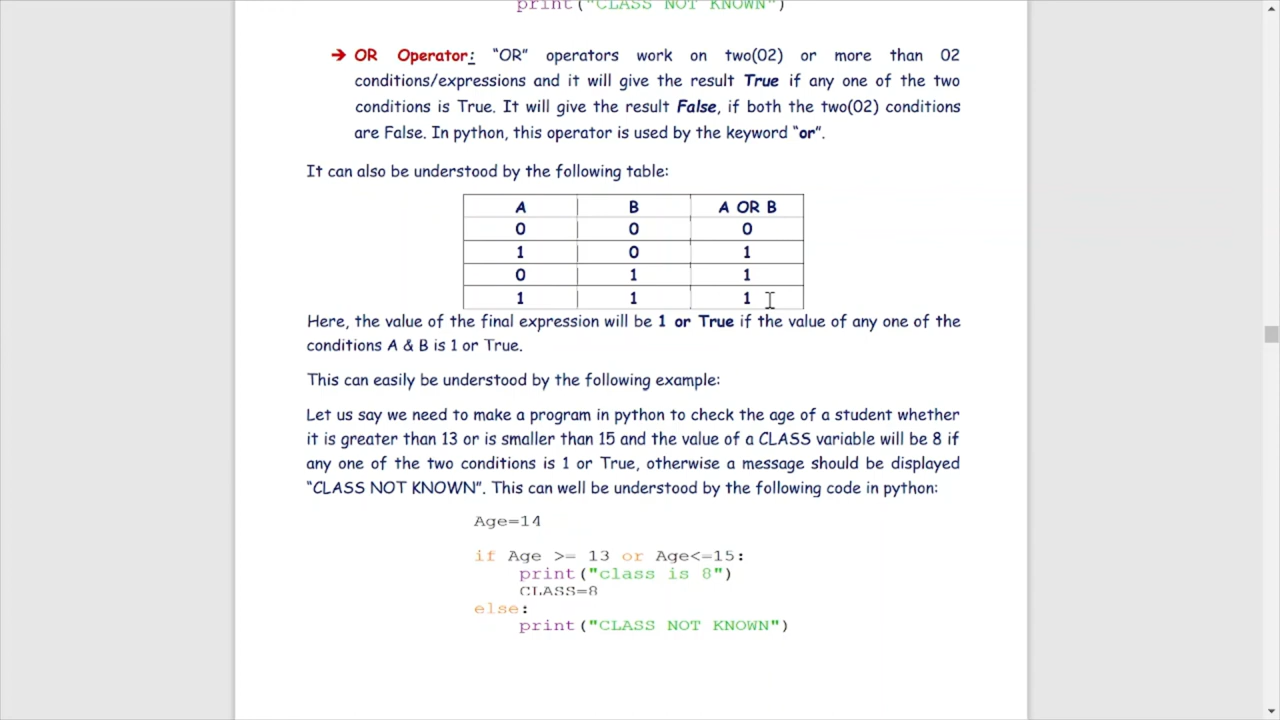 print("CLASS NOT KNOWN")
➔ OR Operator: “OR” operators work on two(02) or more than 02
conditions/expressions and it will give the result True if any one of the two
conditions is True. It will give the result False, if both the two(02) conditions
are False. In python, this operator is used by the keyword “or”.
It can also be understood by the following table:
A B A OR B
0 0 0
1 0 1
0 1 1
1 1 1
Here, the value of the final expression will be 1 or True if the value of any one of the
conditions A & B is 1 or True.
This can easily be understood by the following example:
Let us say we need to make a program in python to check the age of a student whether
it is greater than 13 or is smaller than 15 and the value of a CLASS variable will be 8 if
any one of the two conditions is 1 or True, otherwise a message should be displayed
“CLASS NOT KNOWN”. This can well be understood by the following code in python:
Age=14
if Age >= 13 or Age<=15:
print("class is 8")
CLASS=8
else:
print("CLASS NOT KNOWN")